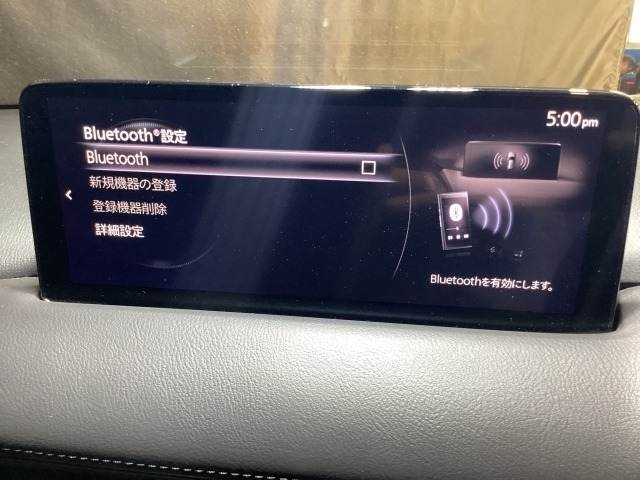 5:00pm
Bluetooth®設定
Bluetooth
新規機器の登録
登録機器削除
詳細設定
Bluetoothを有効にします。